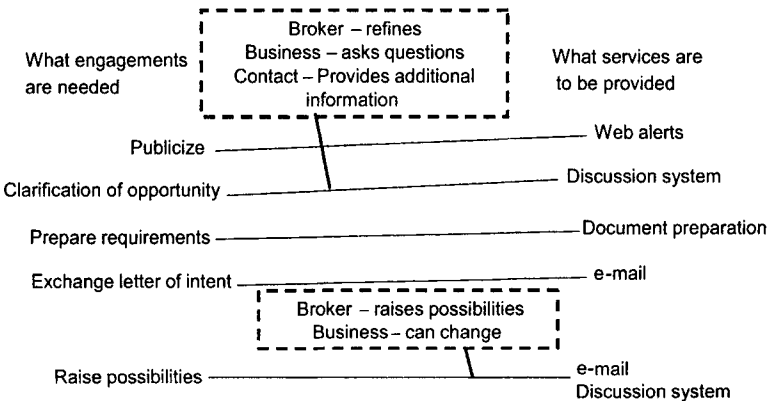 Broker – refines
Business – asks questions
Contact – Provides additional
information
What engagements
are needed
What services are
to be provided
Publicize
Web alerts
Clarification of opportunity
Discussion system
Prepare requirements
Document preparation
Exchange letter of intent
e-mail
Broker – raises possibilities
Business – can change
Raise possibilities
e-mail
Discussion system